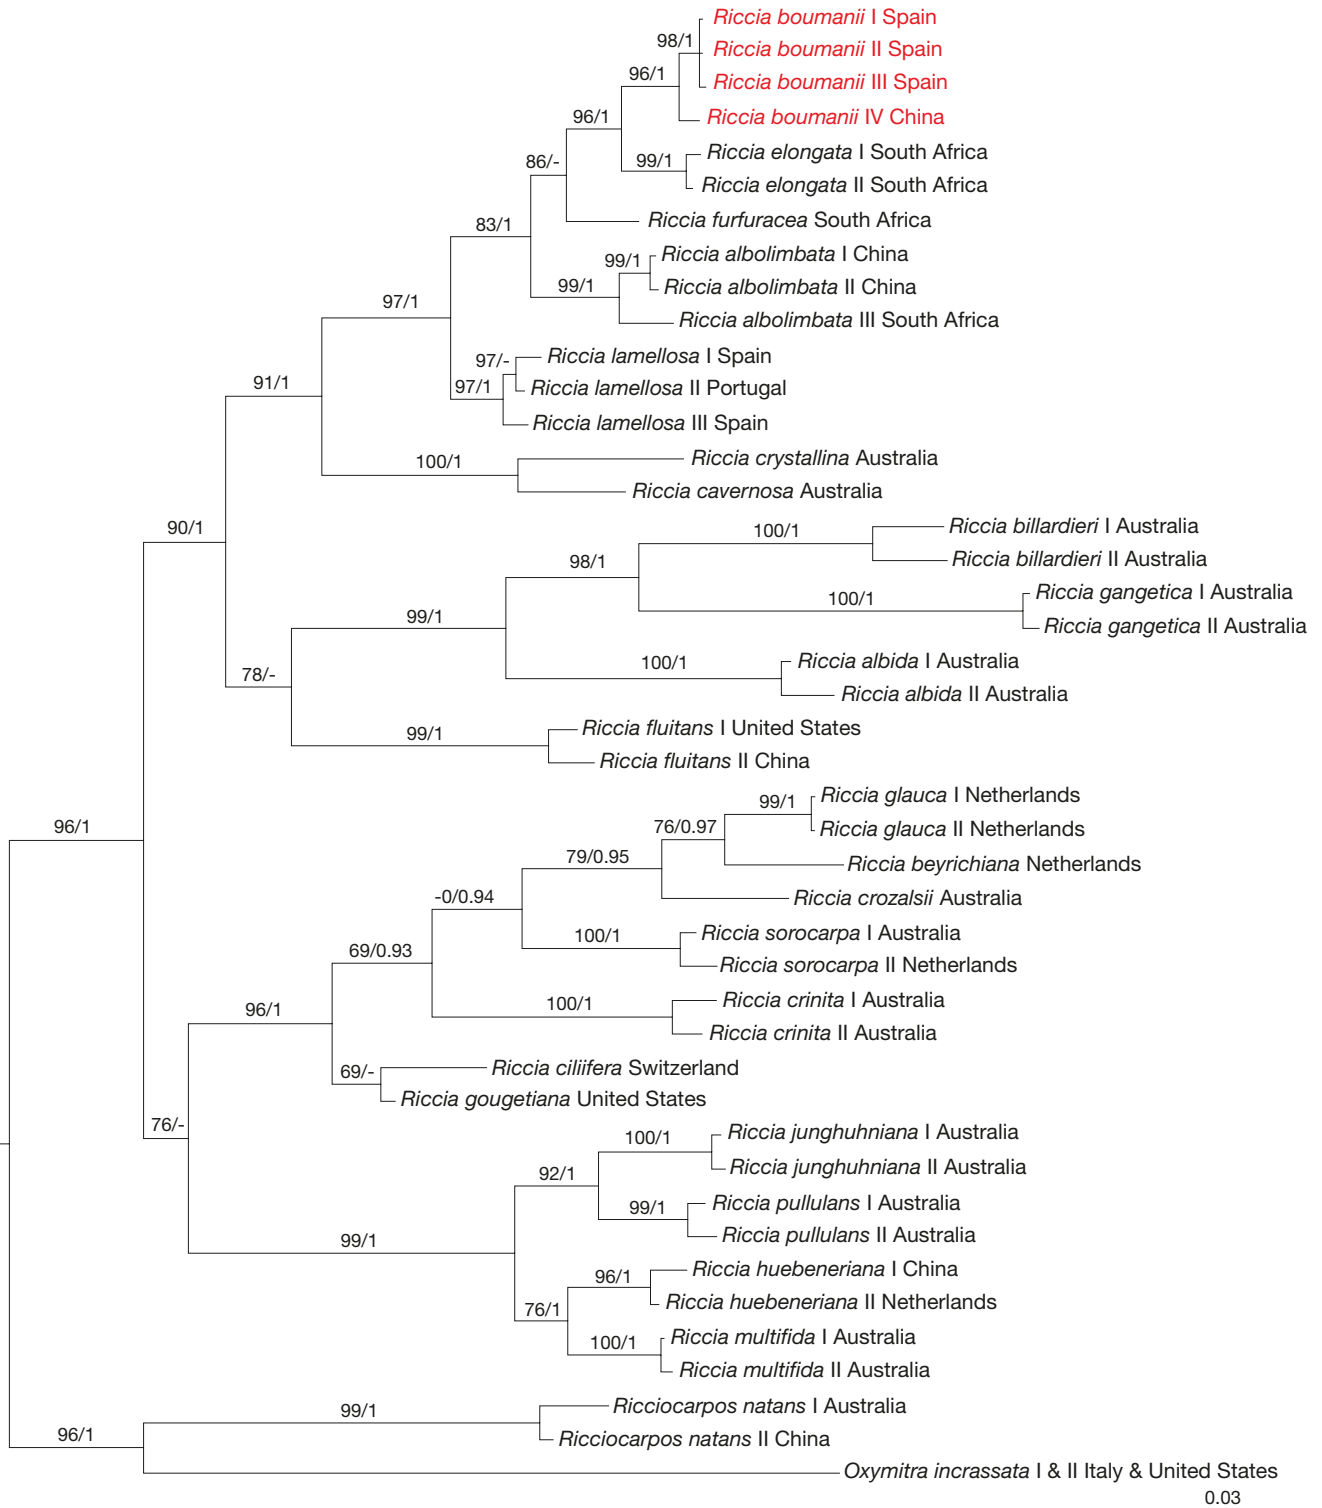 Riccia boumanii I Spain
98/1
Riccia boumanii II Spain
96/1
Riccia boumanii III Spain
96/1
Riccia boumanii IV China
Riccia elongata I South Africa
86/-
99/1
Riccia elongata II South Africa
83/1
Riccia furfuracea South Africa
Riccia albolimbata I China
99/1
99/1
Riccia albolimbata II China
97/1
Riccia albolimbata III South Africa
Riccia lamellosa I Spain
97/-
91/1
97/1
Riccia lamellosa II Portugal
Riccia lamellosa III Spain
100/1
Riccia crystallina Australia
Riccia cavernosa Australia
90/1
100/1
Riccia billardieri I Australia
98/1
Riccia billardieri II Australia
100/1
Riccia gangetica I Australia
99/1
Riccia gangetica II Australia
78/-
100/1
Riccia albida I Australia
Riccia albida II Australia
99/1
Riccia fluitans I United States
Riccia fluitans II China
99/1
Riccia glauca I Netherlands
96/1
76/0.97
Riccia glauca II Netherlands
79/0.95
Riccia beyrichiana Netherlands
-0/0.94
Riccia crozalsii Australia
100/1
Riccia sorocarpa I Australia
69/0.93
Riccia sorocarpa II Netherlands
96/1
100/1
Riccia crinita I Australia
Riccia crinita II Australia
69/-
Riccia ciliifera Switzerland
Riccia gougetiana United States
76/-
100/1
Riccia junghuhniana I Australia
92/1
Riccia junghuhniana II Australia
99/1
Riccia pullulans I Australia
99/1
Riccia pullulans II Australia
96/1
Riccia huebeneriana I China
76/1
Riccia huebeneriana II Netherlands
100/1
Riccia multifida I Australia
Riccia multifida II Australia
99/1
Ricciocarpos natans I Australia
96/1
Ricciocarpos natans II China
Oxymitra incrassata I & II Italy & United States
0.03